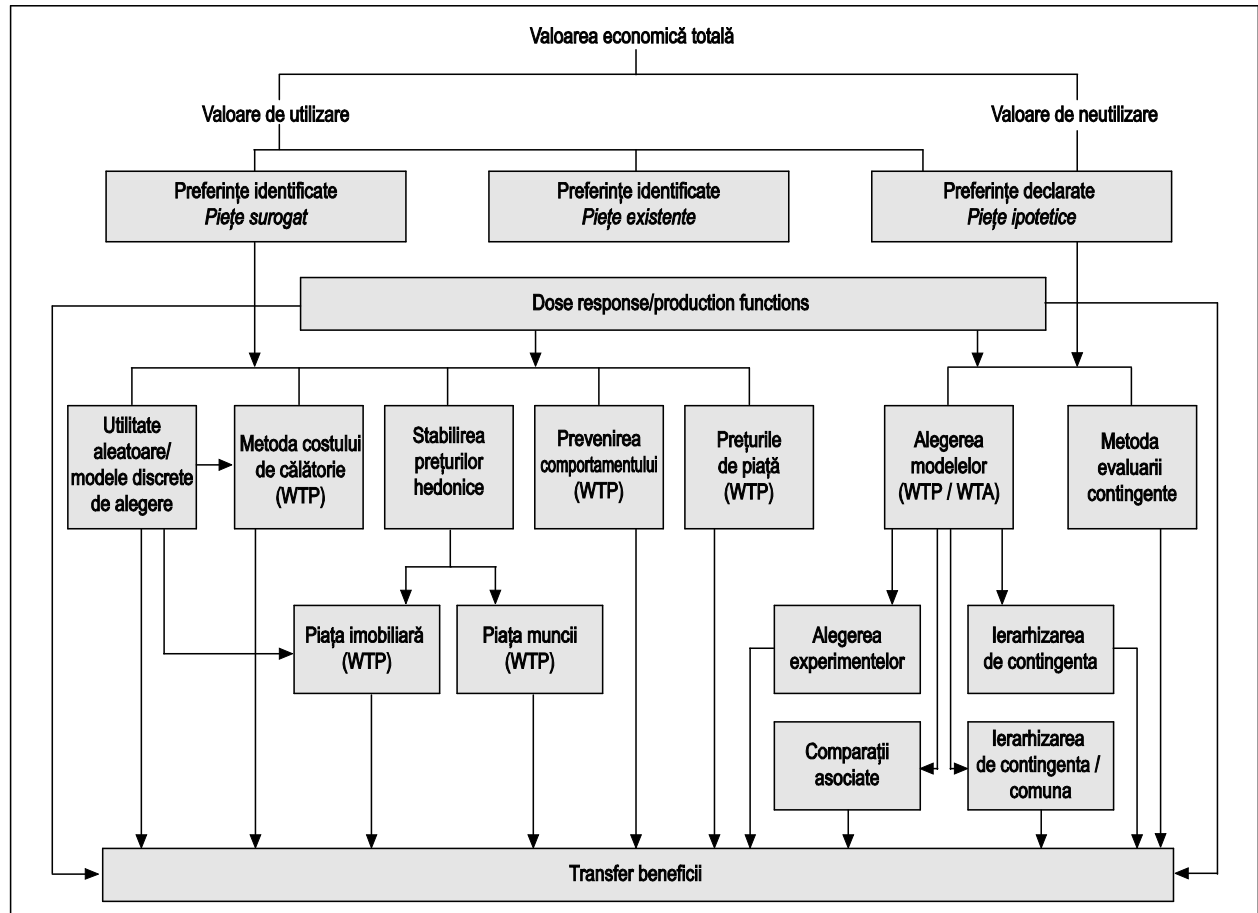 Valoarea economică totală
Valoare de utilizare
Valoare de neutilizare
Preferințe identificate
Piețe surogat
Preferințe identificate
Piețe existente
Preferințe declarate
Piețe ipotetice
Dose response/production functions
Utilitate
aleatoare/
modele discrete
de alegere
Metoda costului
de călătorie
(WTP)
Stabilirea
prețurilor
hedonice
Prevenirea
comportamentului
(WTP)
Prețurile
de piață
(WTP)
Alegerea
modelelor
(WTP / WTA)
Metoda
evaluarii
contingente
Piața imobiliară
(WTP)
Piața muncii
(WTP)
Alegerea
experimentelor
Ierarhizarea
de contingenta
Comparații
asociate
Ierarhizarea
de contingenta /
comuna
Transfer beneficii